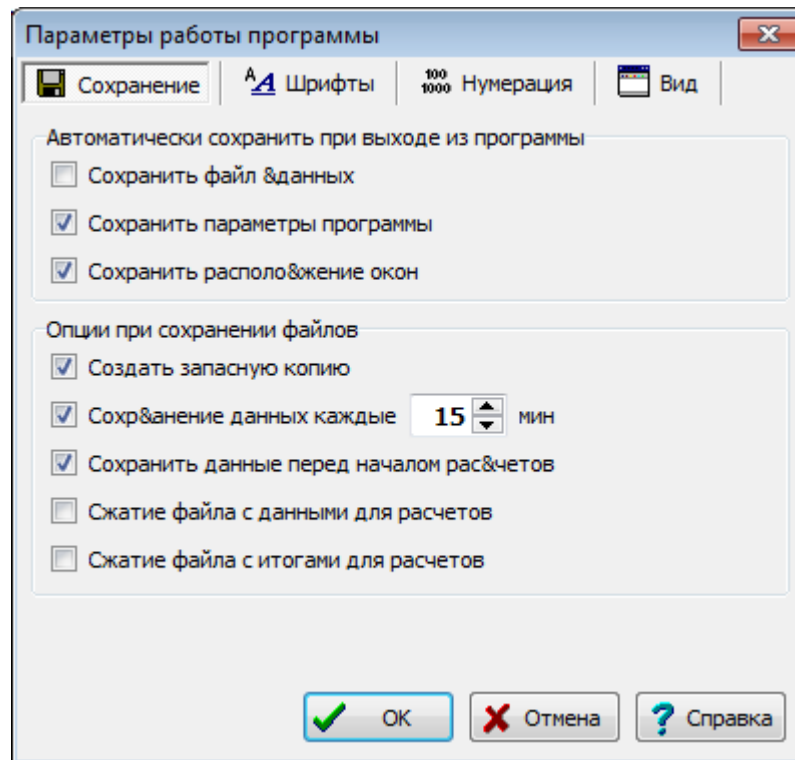 Параметры работы программы
Сохранение АА Шрифты 100 1000 Нумерация Вид
Автоматически сохранить при выходе из программы
Сохранить файл &данных
Сохранить параметры программы
Сохранить располо&жение окон
Опции при сохранении файлов
Создать запасную копию
Сохр&анение данных каждые 15 мин
Сохранить данные перед началом рас&четов
Сжатие файла с данными для расчетов
Сжатие файла с итогами для расчетов
ОК Отмена ? Справка